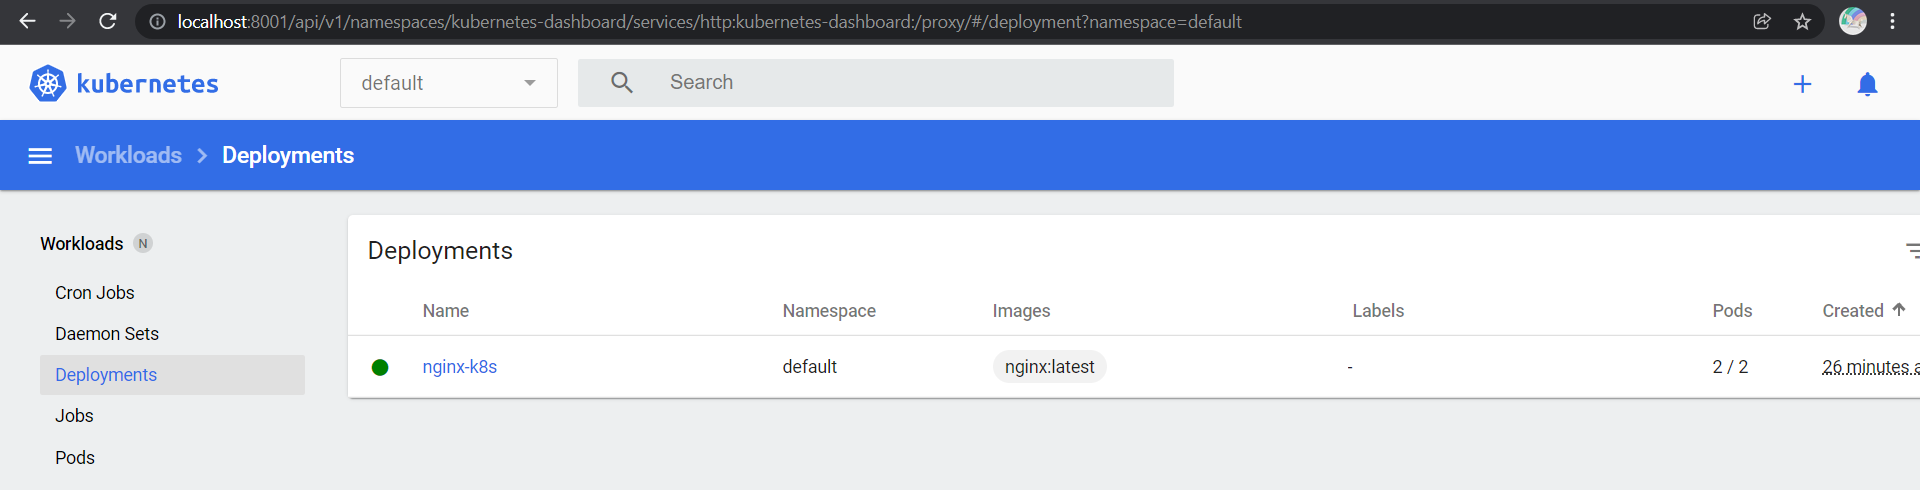 localhost:8001/api/v1/namespaces/kubernetes-dashboard/services/http:kubernetes-dashboard:/proxy/#/deployment?namespace=default
kubernetes default Search
Workloads Deployments
Workloads N
Cron Jobs
Daemon Sets
Deployments
Jobs
Pods
Deployments
Name Namespace Images Labels Pods Created
nginx-k8s default nginx:latest - 2 / 2 26 minutes a